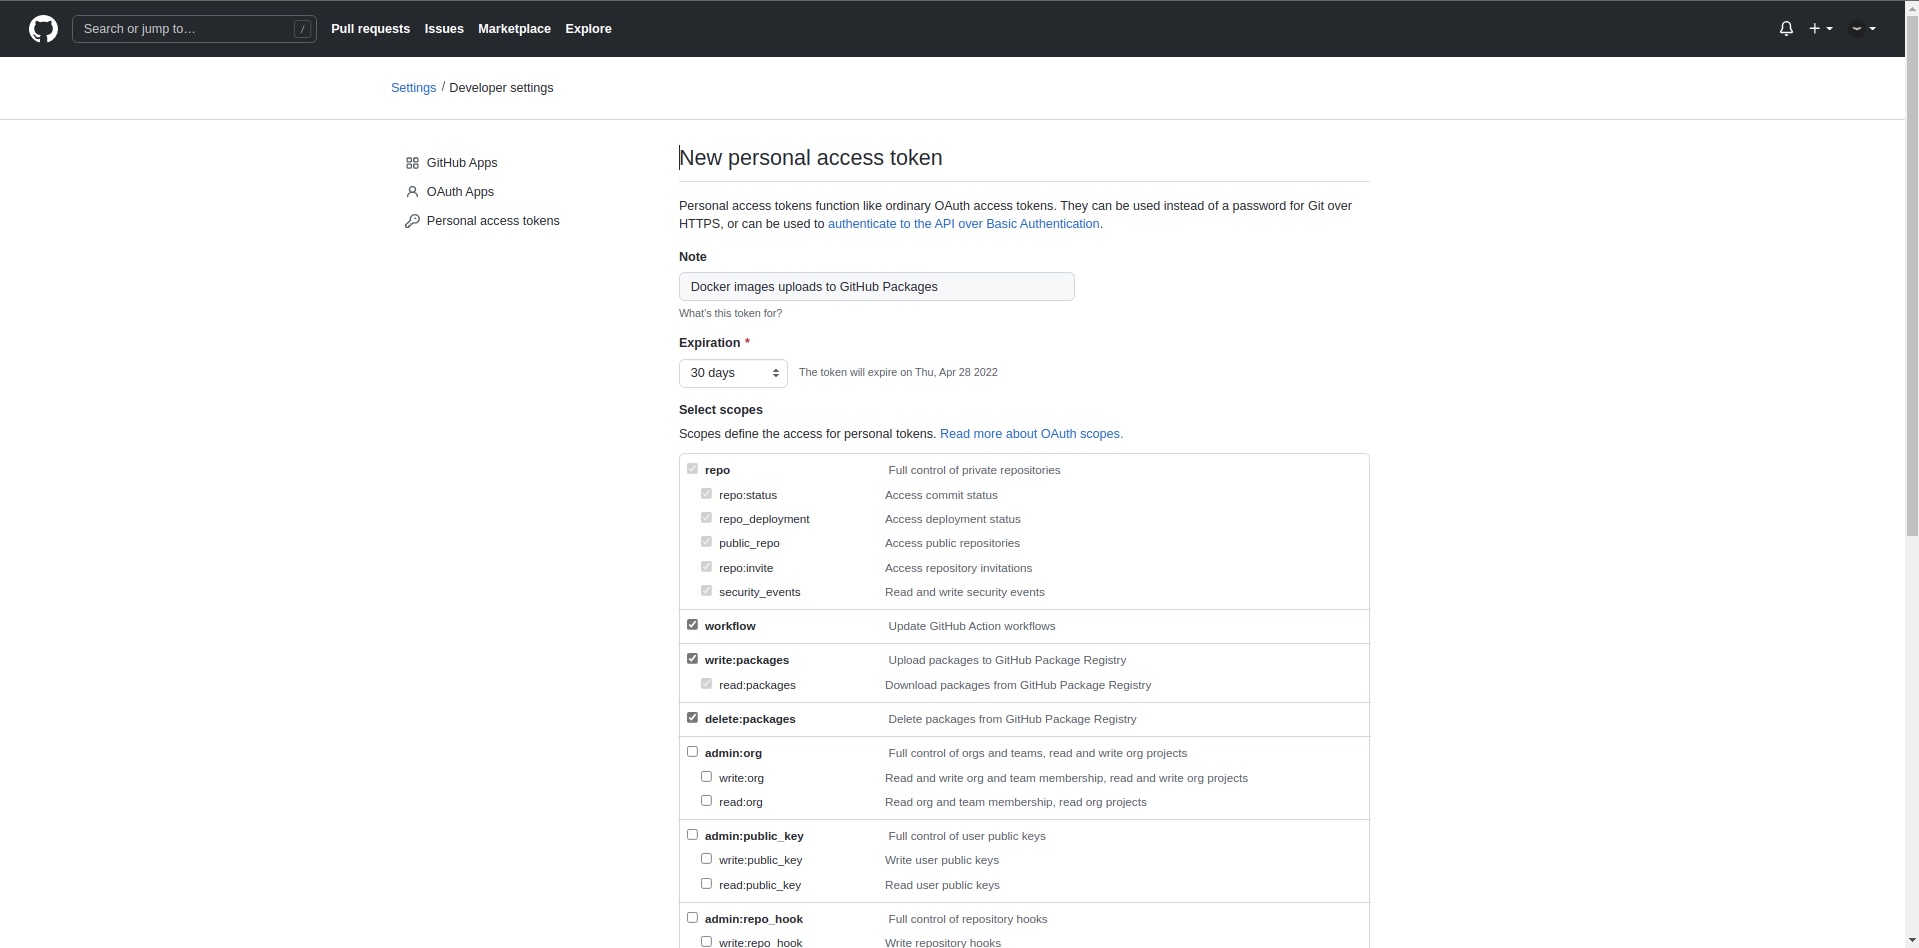 Search or jump to… /
Pull requests Issues Marketplace Explore
Settings / Developer settings
GitHub Apps
OAuth Apps
Personal access tokens
New personal access token
Personal access tokens function like ordinary OAuth access tokens. They can be used instead of a password for Git over
HTTPS, or can be used to authenticate to the API over Basic Authentication.
Note
Docker images uploads to GitHub Packages
What's this token for?
Expiration *
30 days The token will expire on Thu, Apr 28 2022
Select scopes
Scopes define the access for personal tokens. Read more about OAuth scopes.
repo Full control of private repositories
repo:status Access commit status
repo_deployment Access deployment status
public_repo Access public repositories
repo:invite Access repository invitations
security_events Read and write security events
workflow Update GitHub Action workflows
write:packages Upload packages to GitHub Package Registry
read:packages Download packages from GitHub Package Registry
delete:packages Delete packages from GitHub Package Registry
admin:org Full control of orgs and teams, read and write org projects
write:org Read and write org and team membership, read and write org projects
read:org Read org and team membership, read org projects
admin:public_key Full control of user public keys
write:public_key Write user public keys
read:public_key Read user public keys
admin:repo_hook Full control of repository hooks
write:repo_hook Write repository hooks